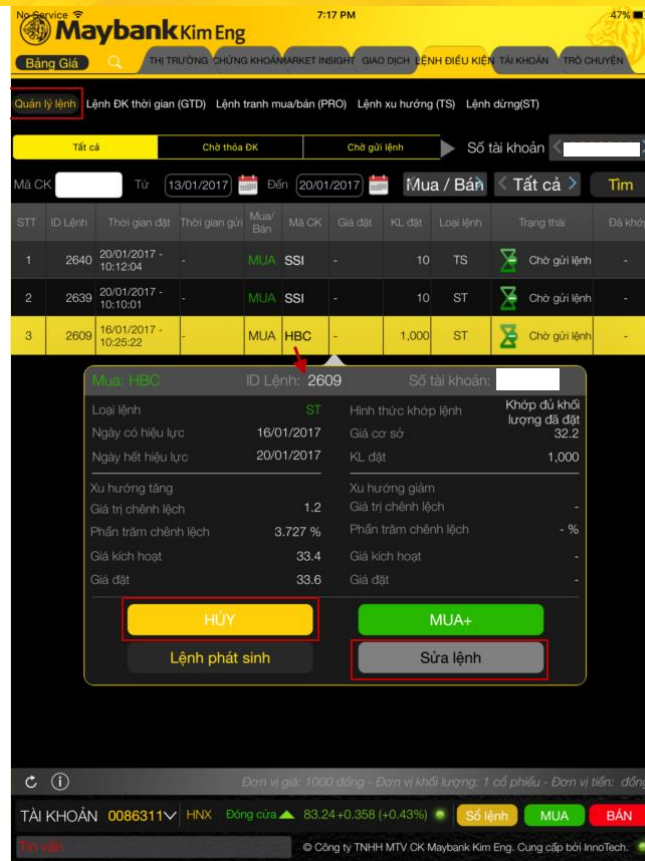 No Service 7:17 PM 47%
Maybank Kim Eng
Bảng Giá THỊ TRƯỜNG CHỨNG KHOÁN MARKET INSIGHT GIAO DỊCH LỆNH ĐIỀU KIỆN TÀI KHOẢN TRÒ CHUYỆN
Quản lý lệnh Lệnh ĐK thời gian (GTD) Lệnh tranh mua/bán (PRO) Lệnh xu hướng (TS) Lệnh dừng(ST)
Tất cả Chờ thỏa ĐK Chờ gửi lệnh Số tài khoản
Mã CK Từ 13/01/2017 Đến 20/01/2017 Mua / Bán Tất cả Tìm
STT ID Lệnh Thời gian đặt Thời gian gửi Mua/ Bán Mã CK Giá đặt KL đặt Loại lệnh Trạng thái Đã khớp
1 2640 20/01/2017 - 10:12:04 - MUA SSI - 10 TS Chờ gửi lệnh -
2 2639 20/01/2017 - 10:10:01 - MUA SSI - 10 ST Chờ gửi lệnh -
3 2609 16/01/2017 - 10:25:22 - MUA HBC - 1,000 ST Chờ gửi lệnh -
Mua: HBC ID Lệnh: 2609 Số tài khoản:
Loại lệnh ST Hình thức khớp lệnh Khớp đủ khối lượng đã đặt
Ngày có hiệu lực 16/01/2017 Giá cơ sở 32.2
Ngày hết hiệu lực 20/01/2017 KL đặt 1,000
Xu hướng tăng Xu hướng giảm
Giá trị chênh lệch 1.2 Giá trị chênh lệch -
Phần trăm chênh lệch 3.727 % Phần trăm chênh lệch - %
Giá kích hoạt 33.4 Giá kích hoạt -
Giá đặt 33.6 Giá đặt -
HỦY MUA+
Lệnh phát sinh Sửa lệnh
Đơn vị giá: 1000 đồng - Đơn vị khối lượng: 1 cổ phiếu - Đơn vị tiền: đồng
TÀI KHOẢN 0086311 HNX Đóng cửa 83.24 +0.358 (+0.43%) Sổ lệnh MUA BÁN
Tin vắn © Công ty TNHH MTV CK Maybank Kim Eng. Cung cấp bởi InnoTech.